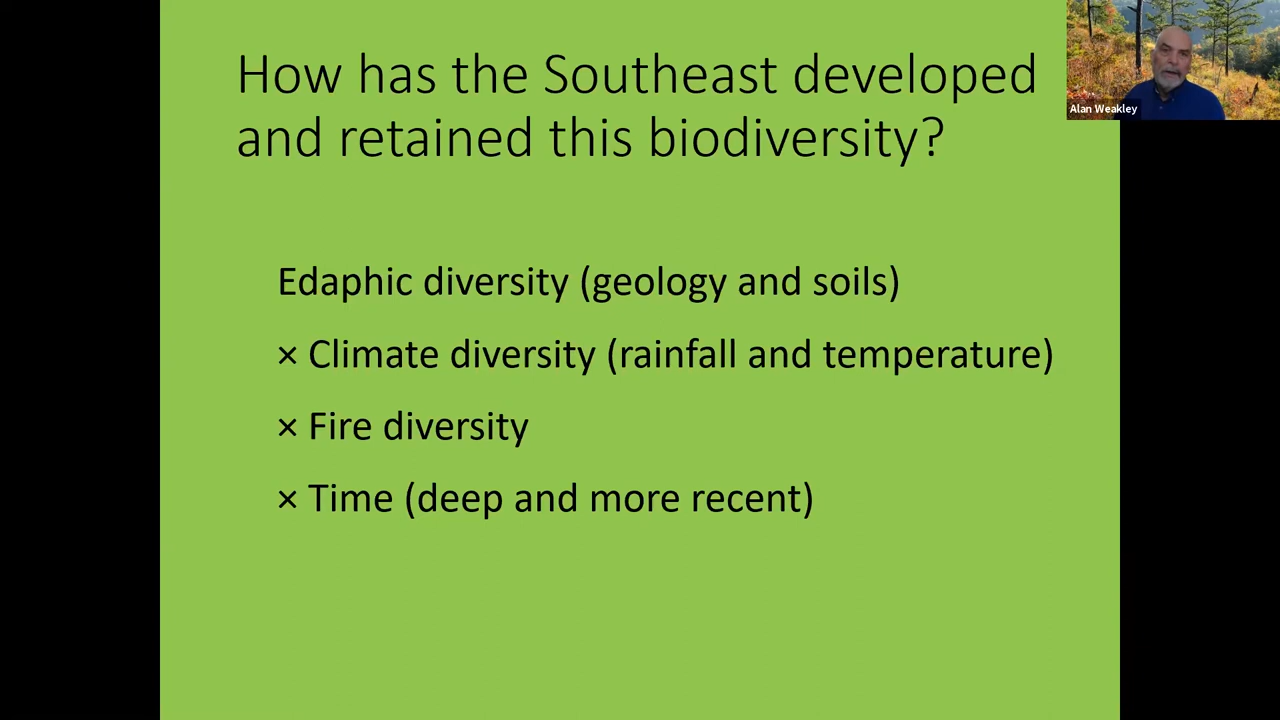 How has the Southeast developed
and retained this biodiversity?
Alan Weakley
Edaphic diversity (geology and soils)
× Climate diversity (rainfall and temperature)
× Fire diversity
× Time (deep and more recent)